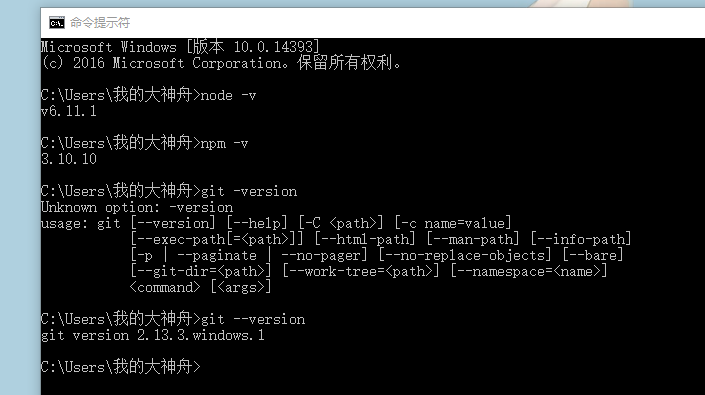 命令提示符
Microsoft Windows [版本 10.0.14393]
(c) 2016 Microsoft Corporation。保留所有权利。
C:\Users\我的大神舟>node -v
v6.11.1
C:\Users\我的大神舟>npm -v
3.10.10
C:\Users\我的大神舟>git -version
Unknown option: -version
usage: git [--version] [--help] [-C <path>] [-c name=value]
           [--exec-path[=<path>]] [--html-path] [--man-path] [--info-path]
           [-p | --paginate | --no-pager] [--no-replace-objects] [--bare]
           [--git-dir=<path>] [--work-tree=<path>] [--namespace=<name>]
           <command> [<args>]
C:\Users\我的大神舟>git --version
git version 2.13.3.windows.1
C:\Users\我的大神舟>